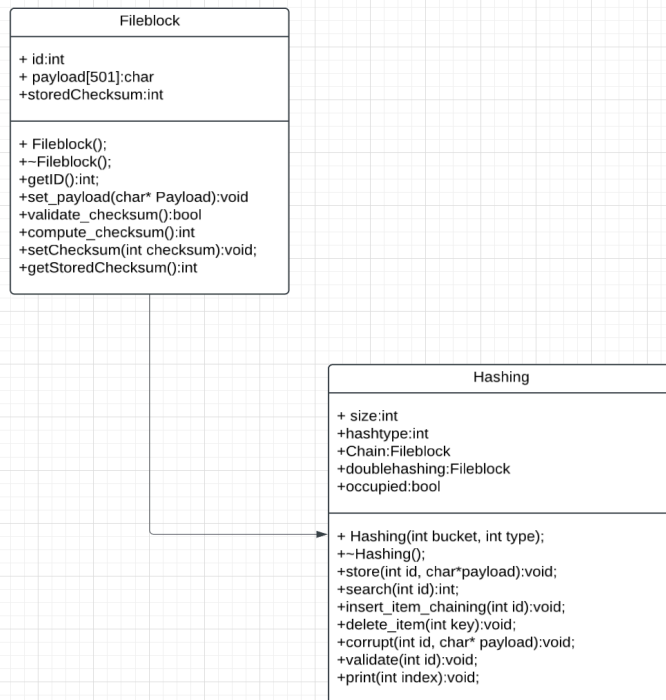 Fileblock
+ id:int
+ payload[501]:char
+storedChecksum:int
+ Fileblock();
+~Fileblock();
+getID():int;
+set_payload(char* Payload):void
+validate_checksum():bool
+compute_checksum():int
+setChecksum(int checksum):void;
+getStoredChecksum():int
Hashing
+ size:int
+hashtype:int
+Chain:Fileblock
+doublehashing:Fileblock
+occupied:bool
+ Hashing(int bucket, int type);
+~Hashing();
+store(int id, char*payload):void;
+search(int id):int;
+insert_item_chaining(int id):void;
+delete_item(int key):void;
+corrupt(int id, char* payload):void;
+validate(int id):void;
+print(int index):void;